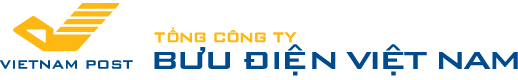 VIETNAM POST
TỔNG CÔNG TY
BƯU ĐIỆN VIỆT NAM